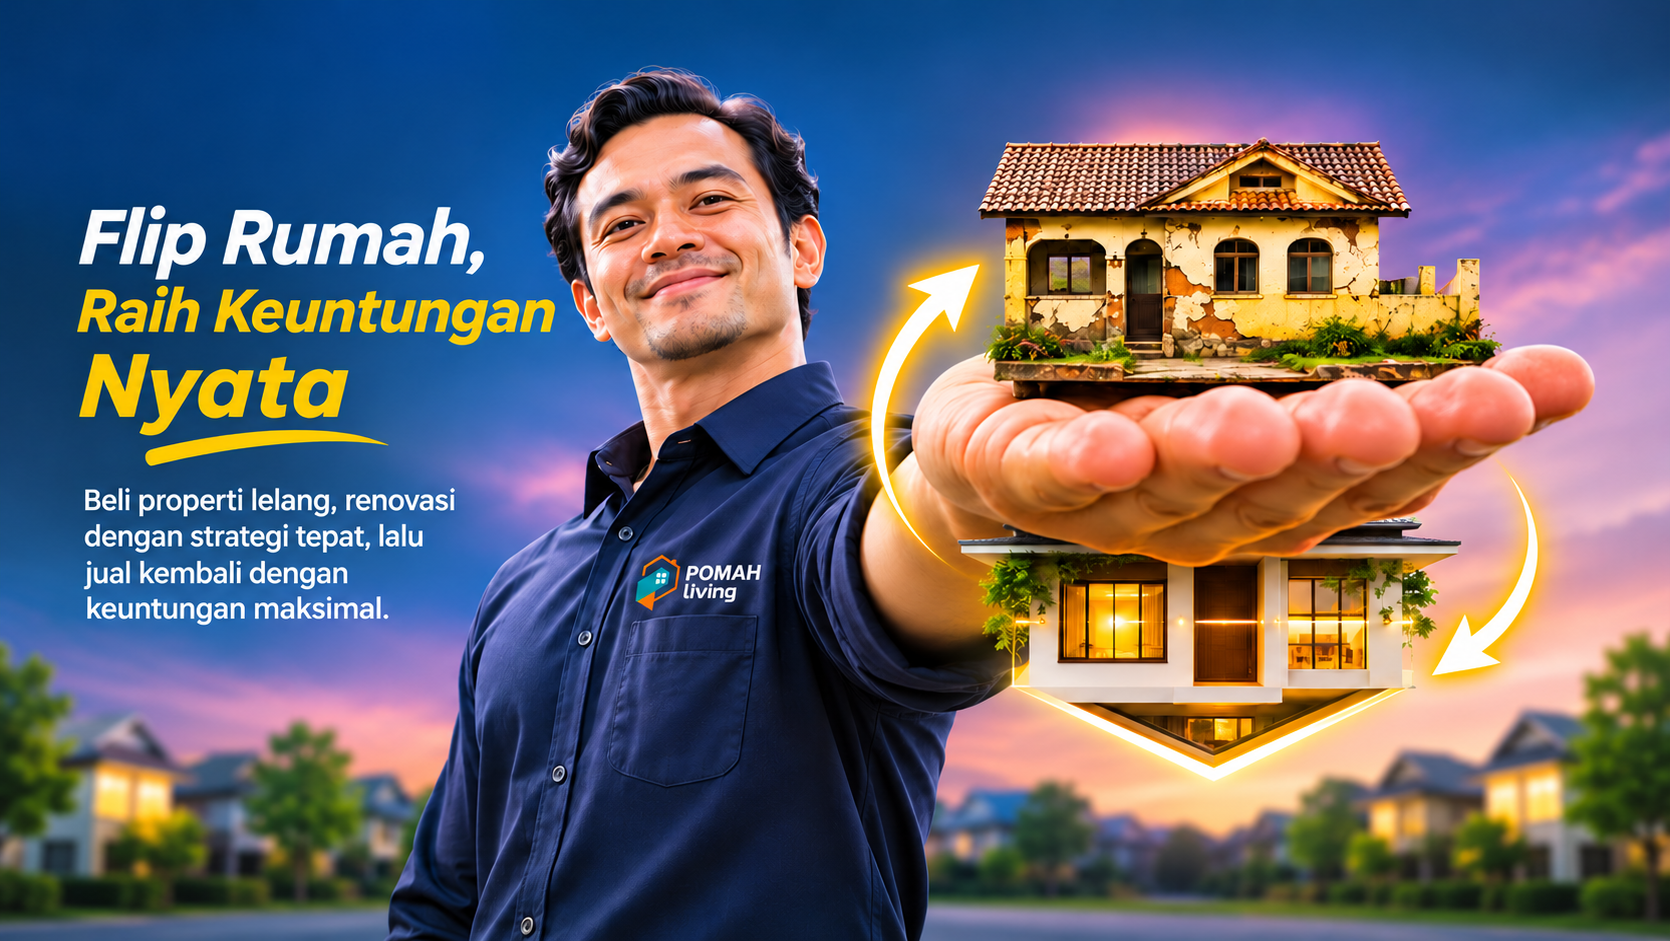 Flip Rumah,
Raih Keuntungan
Nyata
Beli properti lelang, renovasi
dengan strategi tepat, lalu
jual kembali dengan
keuntungan maksimal.
POMAH
living